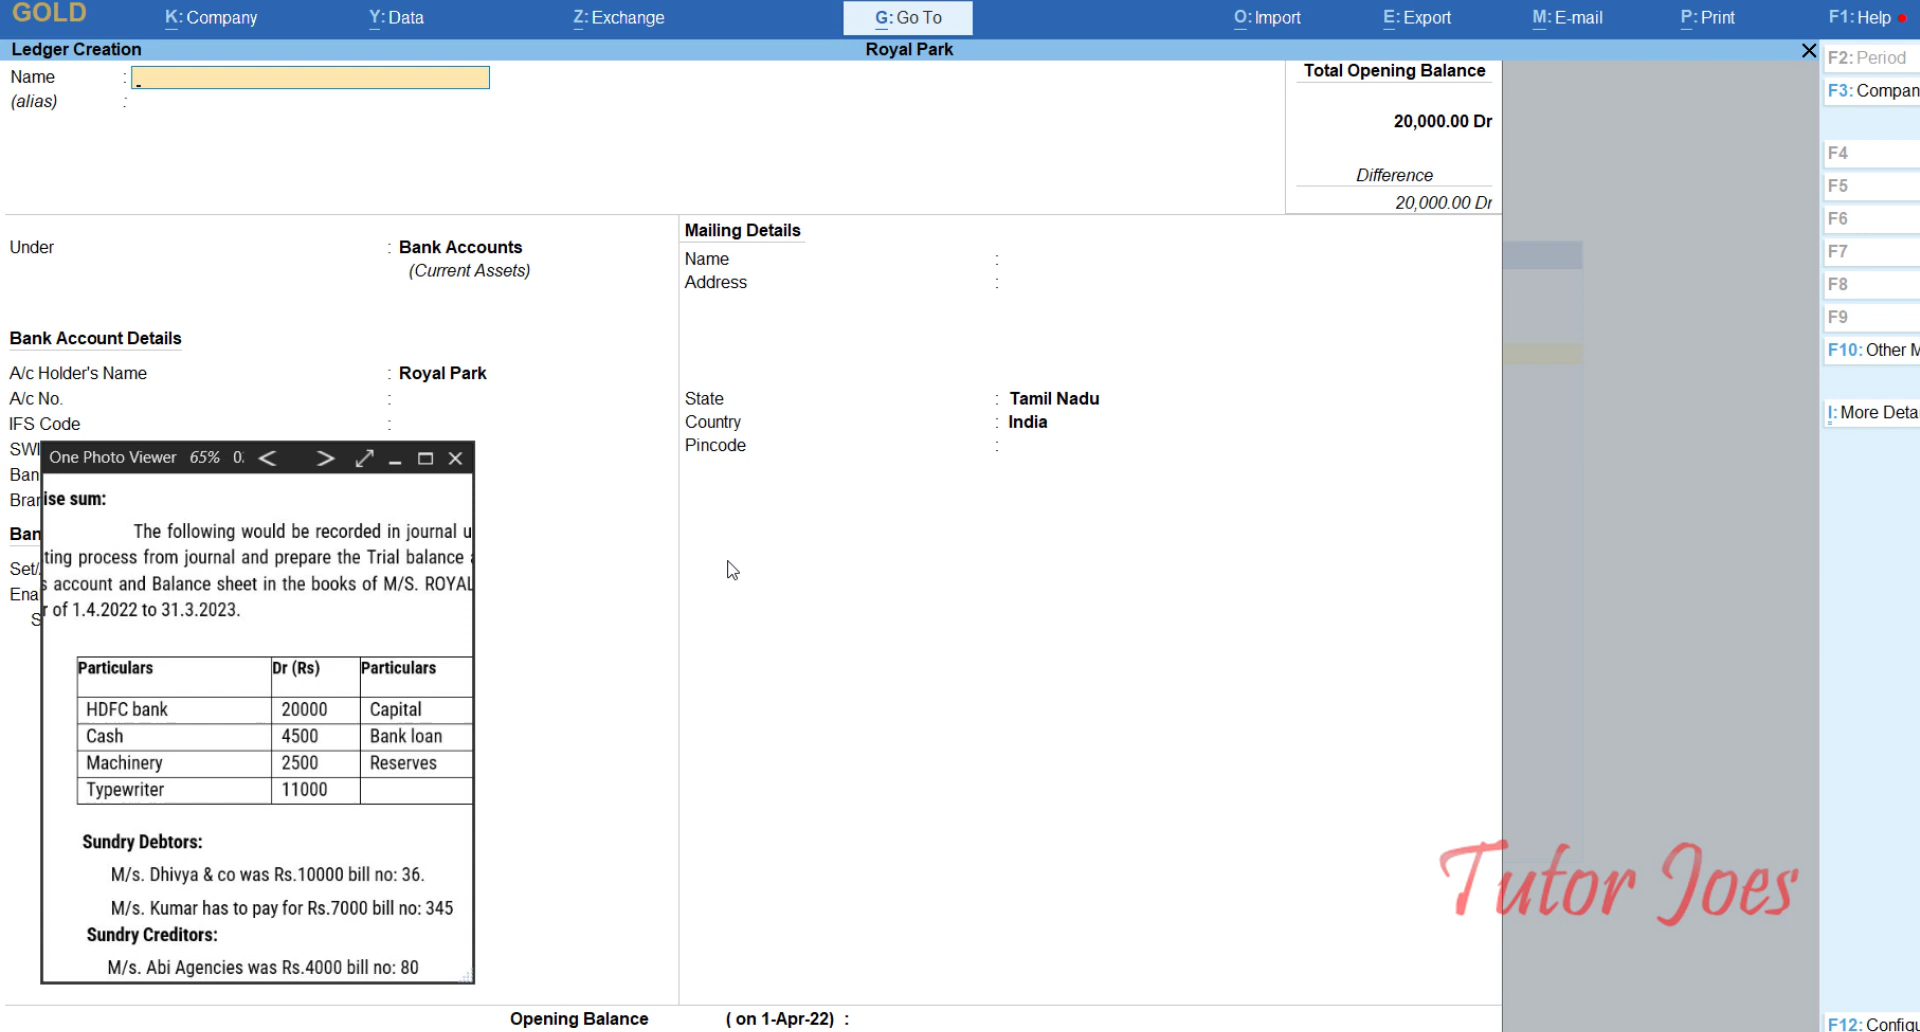 GOLD
K: Company
Y: Data
Z: Exchange
G: Go To
O: Import
E: Export
M: E-mail
P: Print
F1: Help
Ledger Creation
Royal Park
Name :
(alias) :
Total Opening Balance
20,000.00 Dr
Difference
20,000.00 Dr
F2: Period
F3: Compan
F4
F5
F6
F7
F8
F9
F10: Other M
I: More Deta
F12: Config
Under : Bank Accounts
(Current Assets)
Bank Account Details
A/c Holder's Name : Royal Park
A/c No. :
IFS Code :
SWI
Ban
Bran
Ban
Set/
Ena
S
Mailing Details
Name :
Address :
State : Tamil Nadu
Country : India
Pincode :
One Photo Viewer 65% 0:
ise sum:
The following would be recorded in journal u
ting process from journal and prepare the Trial balance a
s account and Balance sheet in the books of M/S. ROYAL
r of 1.4.2022 to 31.3.2023.
Particulars Dr (Rs) Particulars
HDFC bank 20000 Capital
Cash 4500 Bank loan
Machinery 2500 Reserves
Typewriter 11000
Sundry Debtors:
M/s. Dhivya & co was Rs.10000 bill no: 36.
M/s. Kumar has to pay for Rs.7000 bill no: 345
Sundry Creditors:
M/s. Abi Agencies was Rs.4000 bill no: 80
Tutor Joes
Opening Balance ( on 1-Apr-22) :